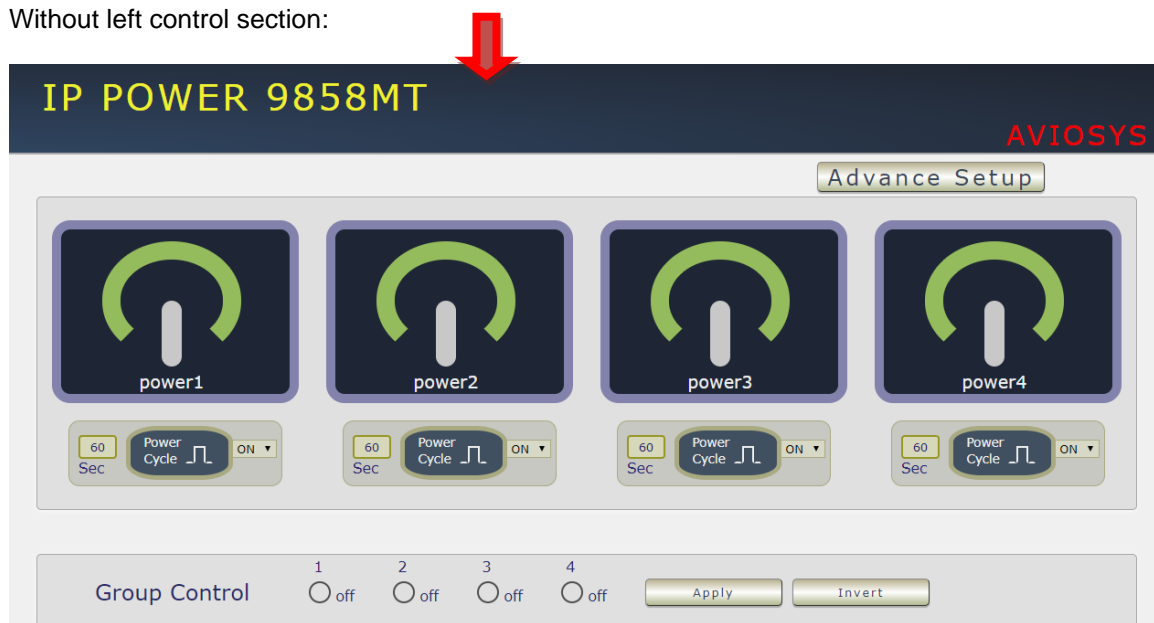 Without left control section:
IP POWER 9858MT
AVIOSYS
Advance Setup
power1 power2 power3 power4
60 Sec Power Cycle ON ▼
60 Sec Power Cycle ON ▼
60 Sec Power Cycle ON ▼
60 Sec Power Cycle ON ▼
1 2 3 4
Group Control off off off off Apply Invert